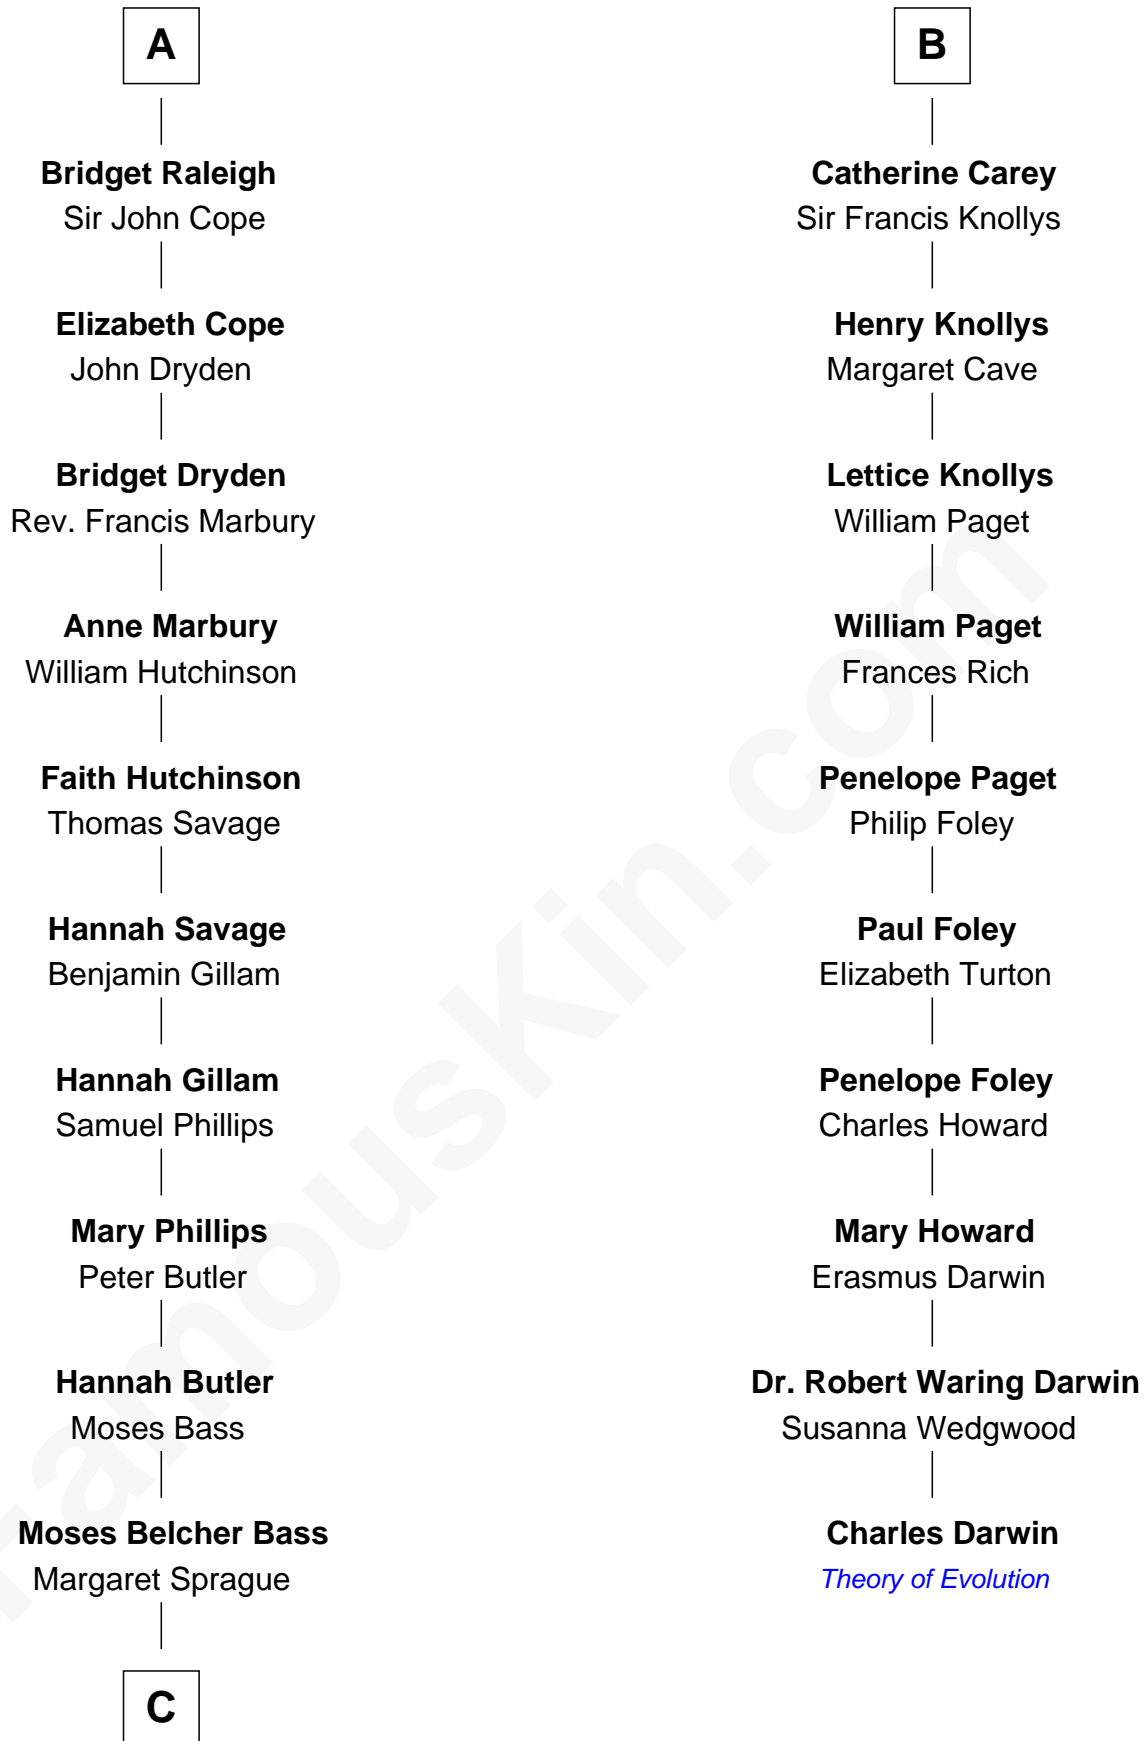 A
Bridget Raleigh
Sir John Cope
Elizabeth Cope
John Dryden
Bridget Dryden
Rev. Francis Marbury
Anne Marbury
William Hutchinson
Faith Hutchinson
Thomas Savage
Hannah Savage
Benjamin Gillam
Hannah Gillam
Samuel Phillips
Mary Phillips
Peter Butler
Hannah Butler
Moses Bass
Moses Belcher Bass
Margaret Sprague
C
B
Catherine Carey
Sir Francis Knollys
Henry Knollys
Margaret Cave
Lettice Knollys
William Paget
William Paget
Frances Rich
Penelope Paget
Philip Foley
Paul Foley
Elizabeth Turton
Penelope Foley
Charles Howard
Mary Howard
Erasmus Darwin
Dr. Robert Waring Darwin
Susanna Wedgwood
Charles Darwin
Theory of Evolution
FamousKin.com